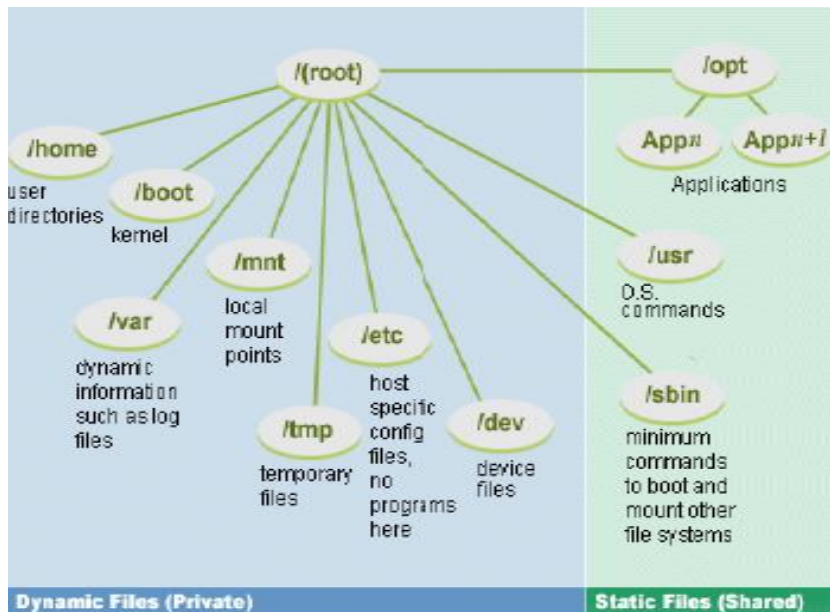 /(root)
/opt
Appn
Appn+1
Applications
/home
user
directories
/boot
kernel
/mnt
local
mount
points
/usr
O.S.
commands
/var
dynamic
information
such as log
files
/etc
host
specific
config
files,
no
programs
here
/tmp
temporary
files
/dev
device
files
/sbin
minimum
commands
to boot and
mount other
file systems
Dynamic Files (Private)
Static Files (Shared)